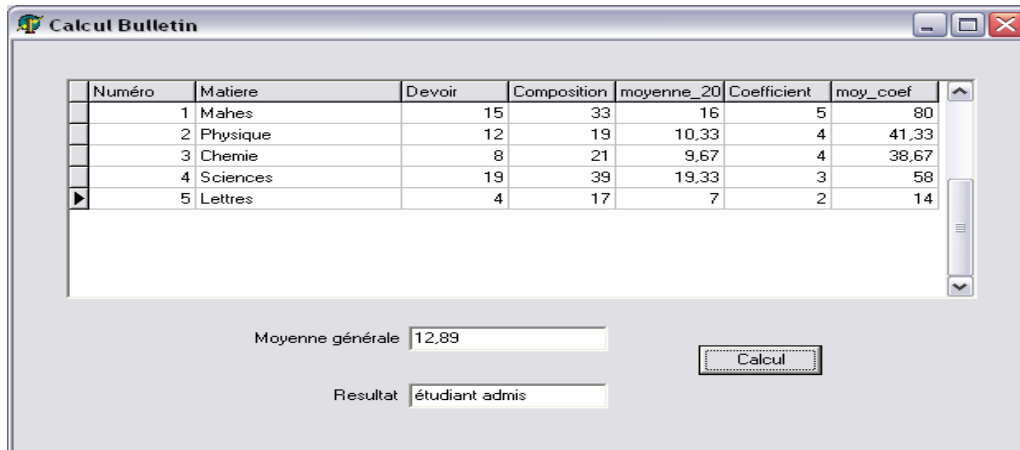 Calcul Bulletin
Numéro Matiere Devoir Composition moyenne_20 Coefficient moy_coef
1 Mahes 15 33 16 5 80
2 Physique 12 19 10,33 4 41,33
3 Chemie 8 21 9,67 4 38,67
4 Sciences 19 39 19,33 3 58
5 Lettres 4 17 7 2 14
Moyenne générale 12,89
Calcul
Resultat étudiant admis